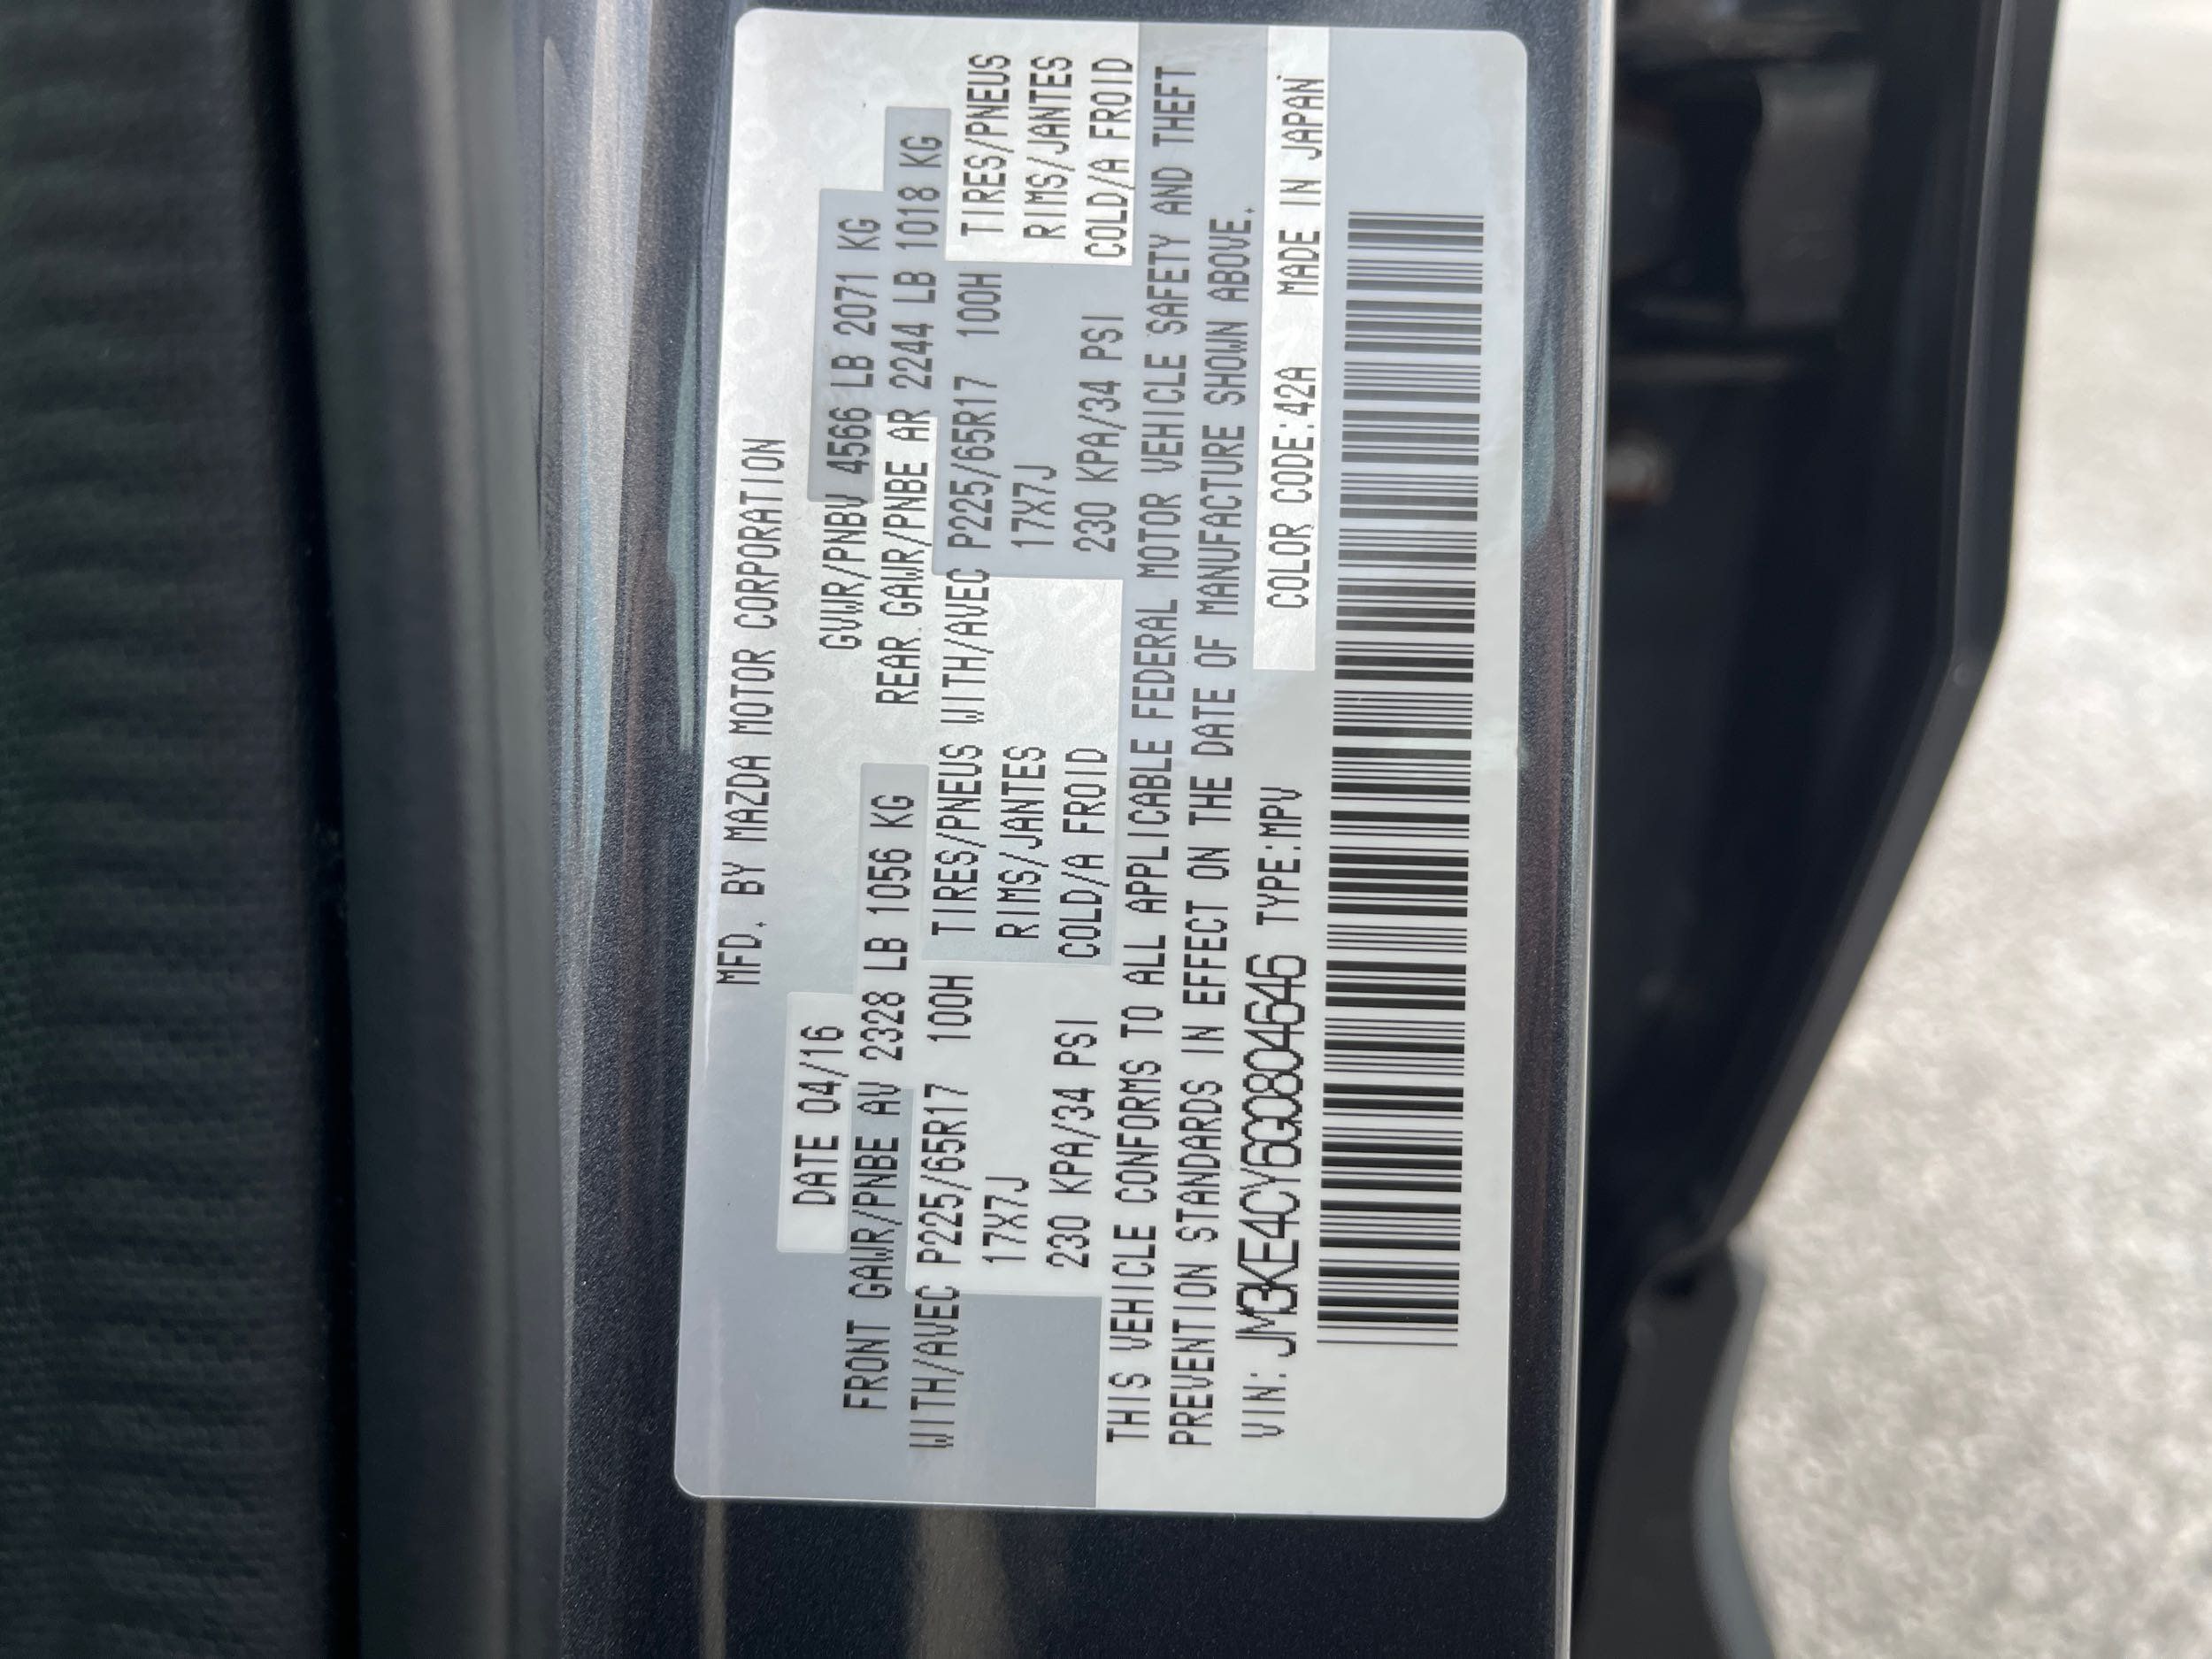 MFD. BY MAZDA MOTOR CORPORATION
DATE 04/16 GVWR/PNBV 4566 LB 2071 KG
FRONT GAWR/PNBE AV 2328 LB 1056 KG REAR GAWR/PNBE AR 2244 LB 1018 KG
WITH/AVEC P225/65R17 100H TIRES/PNEUS WITH/AVEC P225/65R17 100H TIRES/PNEUS
17X7J RIMS/JANTES 17X7J RIMS/JANTES
230 KPA/34 PSI COLD/A FROID 230 KPA/34 PSI COLD/A FROID
THIS VEHICLE CONFORMS TO ALL APPLICABLE FEDERAL MOTOR VEHICLE SAFETY AND THEFT
PREVENTION STANDARDS IN EFFECT ON THE DATE OF MANUFACTURE SHOWN ABOVE.
VIN: JM3KE4CY6G0804646 TYPE:MPV COLOR CODE:42A MADE IN JAPAN